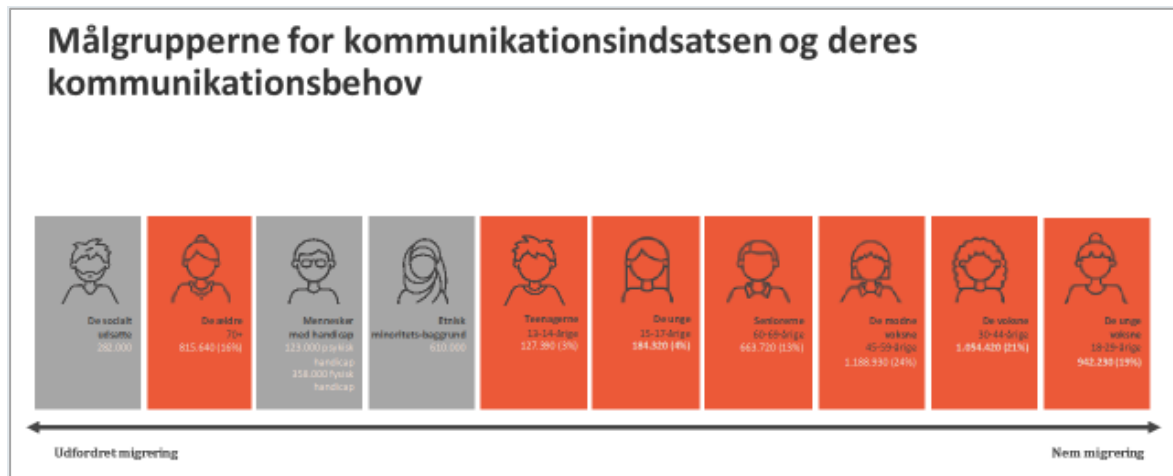 Målgrupperne for kommunikationsindsatsen og deres
kommunikationsbehov
De socialt
udsatte
282.000
De ældre
70+
815.640 (16%)
Mennesker
med handicap
123.000 psykisk
handicap
358.000 fysisk
handicap
Etnisk
minoritets-baggrund
610.000
Teenagerne
13-14-årige
127.390 (3%)
De unge
15-17-årige
184.320 (4%)
Seniorerne
60-69-årige
663.720 (13%)
De modne
voksne
45-59-årige
1.188.930 (24%)
De voksne
30-44-årige
1.054.420 (21%)
De unge
voksne
18-29-årige
942.230 (19%)
Udfordret migrering
Nem migrering